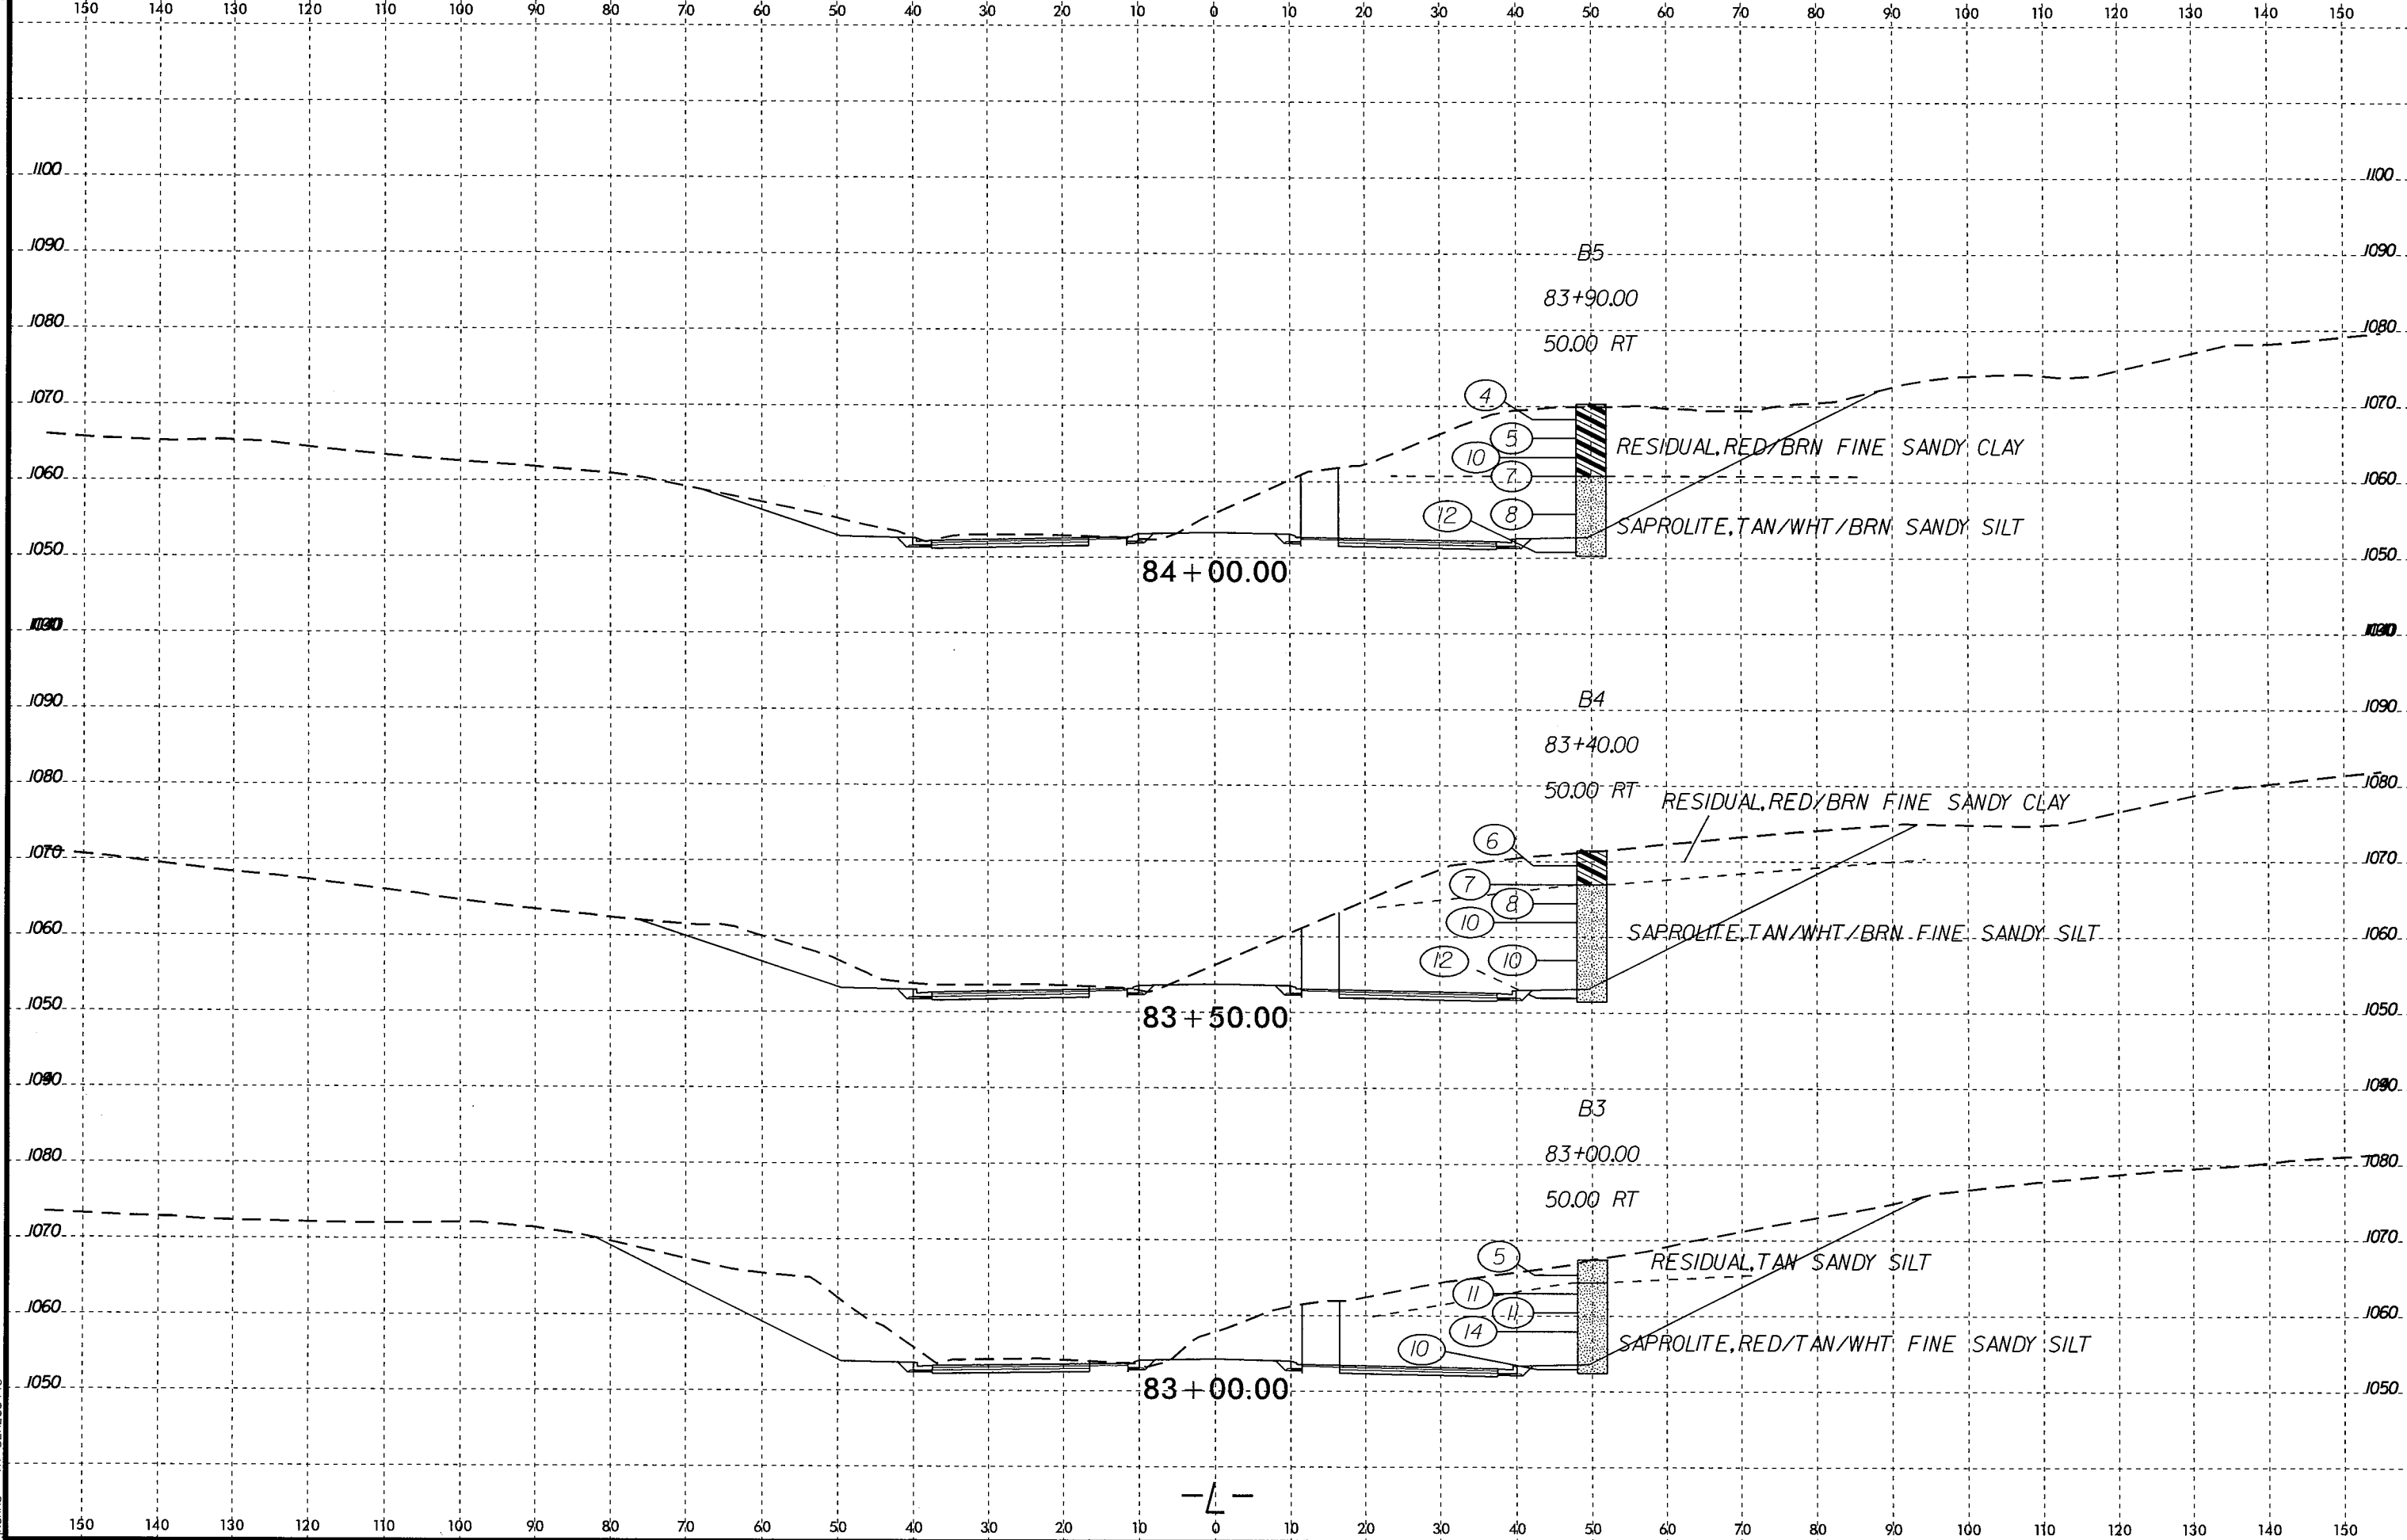 150 140 130 120 110 100 90 80 70 60 50 40 30 20 10 0 10 20 30 40 50 60 70 80 90 100 110 120 130 140 150
1100 1100
1090 B5 1090
83+90.00
1080 1080
50.00 RT
1070 4 1070
5 RESIDUAL, RED/BRN FINE SANDY CLAY
10
1060 7 1060
12 8 SAPROLITE, TAN/WHT/BRN SANDY SILT
1050 1050
84+00.00
1090 B4 1090
83+40.00
1080 1080
50.00 RT RESIDUAL, RED/BRN FINE SANDY CLAY
6
1070 1070
7
8
10
1060 SAPROLITE, TAN/WHT/BRN FINE SANDY SILT 1060
12 10
1050 1050
83+50.00
1090 1090
B3
83+00.00
1080 1080
50.00 RT
1070 1070
5 RESIDUAL, TAN SANDY SILT
11
1060 11 1060
14
10 SAPROLITE, RED/TAN/WHT FINE SANDY SILT
1050 1050
83+00.00
-L-
150 140 130 120 110 100 90 80 70 60 50 40 30 20 10 0 10 20 30 40 50 60 70 80 90 100 110 120 130 140 150